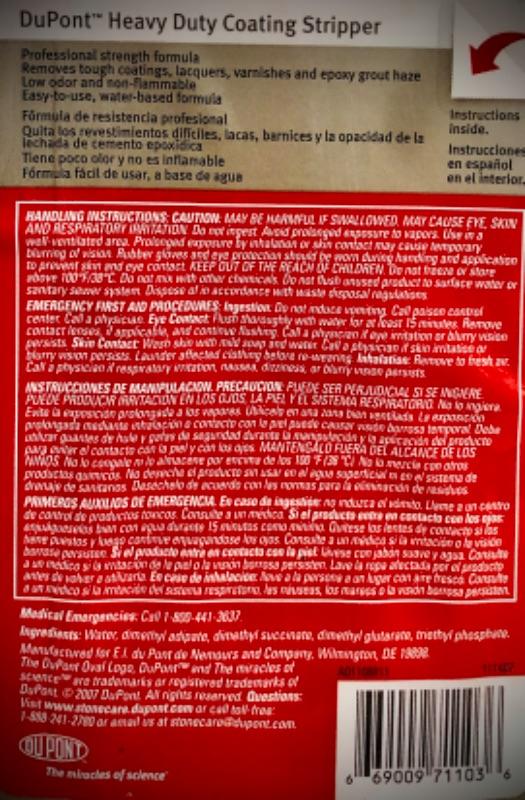 DuPont™ Heavy Duty Coating Stripper
Professional strength formula
Removes tough coatings, lacquers, varnishes and epoxy grout haze
Low odor and non-flammable
Easy-to-use, water-based formula
Fórmula de resistencia profesional
Quita los revestimientos difíciles, lacas, barnices y la opacidad de la
lechada de cemento epoxídica
Tiene poco olor y no es inflamable
Fórmula fácil de usar, a base de agua
Instructions
inside.
Instrucciones
en español
en el interior.
HANDLING INSTRUCTIONS: CAUTION: MAY BE HARMFUL IF SWALLOWED. MAY CAUSE EYE, SKIN
AND RESPIRATORY IRRITATION. Do not ingest. Avoid prolonged exposure to vapors. Use in a
well-ventilated area. Prolonged exposure by inhalation or skin contact may cause temporary
blurring of vision. Rubber gloves and eye protection should be worn during handling and application
to prevent skin and eye contact. KEEP OUT OF THE REACH OF CHILDREN. Do not freeze or store
above 100°F/38°C. Do not mix with other chemicals. Do not flush unused product to surface water or
sanitary sewer system. Dispose of in accordance with waste disposal regulations.
EMERGENCY FIRST AID PROCEDURES: Ingestion. Do not induce vomiting. Call poison control
center. Call a physician. Eye Contact: Flush thoroughly with water for at least 15 minutes. Remove
contact lenses, if applicable, and continue flushing. Call a physician if eye irritation or blurry vision
persists. Skin Contact: Wash skin with mild soap and water. Call a physician if skin irritation or
blurry vision persists. Launder affected clothing before re-wearing. Inhalation: Remove to fresh air.
Call a physician if respiratory irritation, nausea, dizziness, or blurry vision persists.
INSTRUCCIONES DE MANIPULACION. PRECAUCION: PUEDE SER PERJUDICIAL SI SE INGIERE.
PUEDE PRODUCIR IRRITACION EN LOS OJOS, LA PIEL Y EL SISTEMA RESPIRATORIO. No lo ingiera.
Evite la exposición prolongada a los vapores. Utilícelo en una zona bien ventilada. La exposición
prolongada mediante inhalación o contacto con la piel puede causar visión borrosa temporal. Debe
utilizar guantes de hule y gafas de seguridad durante la manipulación y la aplicación del producto
para evitar el contacto con la piel y con los ojos. MANTENGALO FUERA DEL ALCANCE DE LOS
NIÑOS. No lo congele ni lo almacene por encima de los 100 °F (38 °C). No lo mezcle con otros
productos químicos. No deseche el producto sin usar en el agua superficial ni en el sistema de
drenaje de sanitarios. Deséchelo de acuerdo con las normas para la eliminación de residuos.
PRIMEROS AUXILIOS DE EMERGENCIA. En caso de ingestión: no induzca el vómito. Llame a un centro
de control de productos tóxicos. Consulte a un médico. Si el producto entra en contacto con los ojos:
enjuáguelos bien con agua durante 15 minutos como mínimo. Quítese los lentes de contacto si los
tiene puestos y luego continúe enjuagándose los ojos. Consulte a un médico si la irritación o la visión
borrosa persisten. Si el producto entra en contacto con la piel: lávese con jabón suave y agua. Consulte
a un médico si la irritación de la piel o la visión borrosa persisten. Lave la ropa afectada por el producto
antes de volver a utilizarla. En caso de inhalación: lleve a la persona a un lugar con aire fresco. Consulte
a un médico si la irritación del sistema respiratorio, las náuseas, los mareos o la visión borrosa persisten.
Medical Emergencies: Call 1-800-441-3637.
Ingredients: Water, dimethyl adipate, dimethyl succinate, dimethyl glutarate, triethyl phosphate.
Manufactured for E.I. du Pont de Nemours and Company, Wilmington, DE 19898.
The DuPont Oval Logo, DuPont™ and The miracles of
science™ are trademarks or registered trademarks of
DuPont. © 2007 DuPont. All rights reserved. Questions:
Visit www.stonecare.dupont.com or call toll-free:
1-888-241-2780 or email us at stonecare@dupont.com.
DU PONT
The miracles of science
6 69009 71103 6